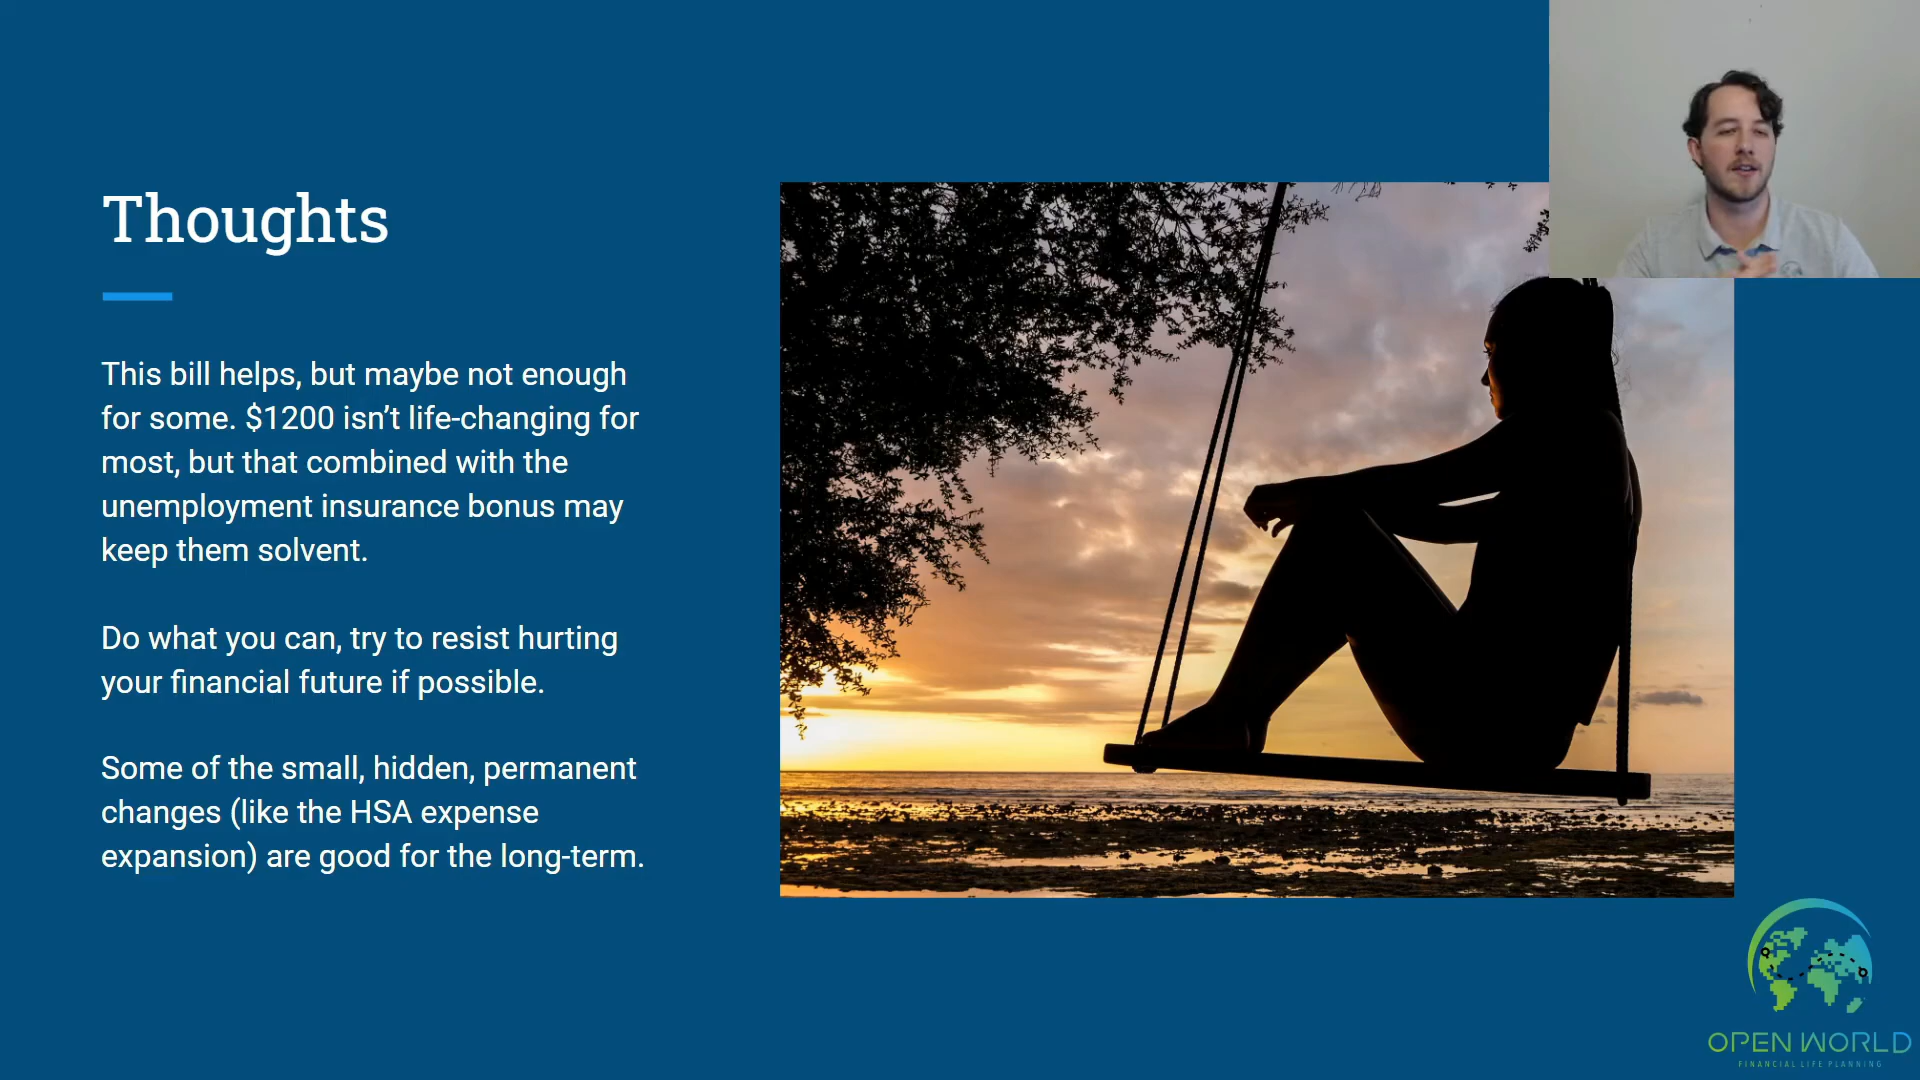 Thoughts
This bill helps, but maybe not enough
for some. $1200 isn’t life-changing for
most, but that combined with the
unemployment insurance bonus may
keep them solvent.
Do what you can, try to resist hurting
your financial future if possible.
Some of the small, hidden, permanent
changes (like the HSA expense
expansion) are good for the long-term.
OPEN WORLD
FINANCIAL LIFE PLANNING